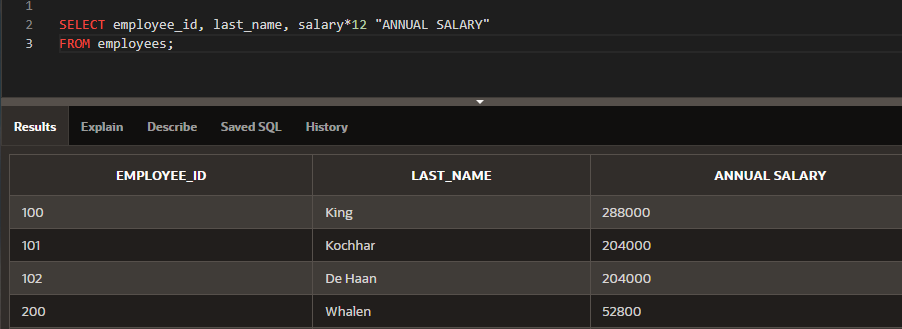 1
2 SELECT employee_id, last_name, salary*12 "ANNUAL SALARY"
3 FROM employees;
Results Explain Describe Saved SQL History
EMPLOYEE_ID LAST_NAME ANNUAL SALARY
100 King 288000
101 Kochhar 204000
102 De Haan 204000
200 Whalen 52800